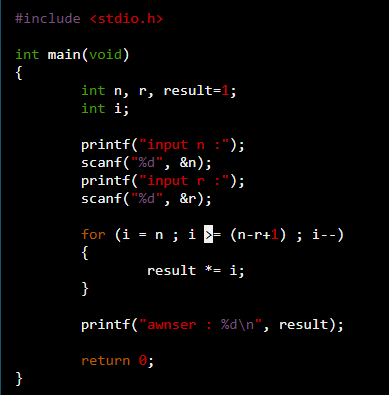 #include <stdio.h>
int main(void)
{
int n, r, result=1;
int i;
printf("input n :");
scanf("%d", &n);
printf("input r :");
scanf("%d", &r);
for (i = n ; i >= (n-r+1) ; i--)
{
result *= i;
}
printf("awnser : %d\n", result);
return 0;
}